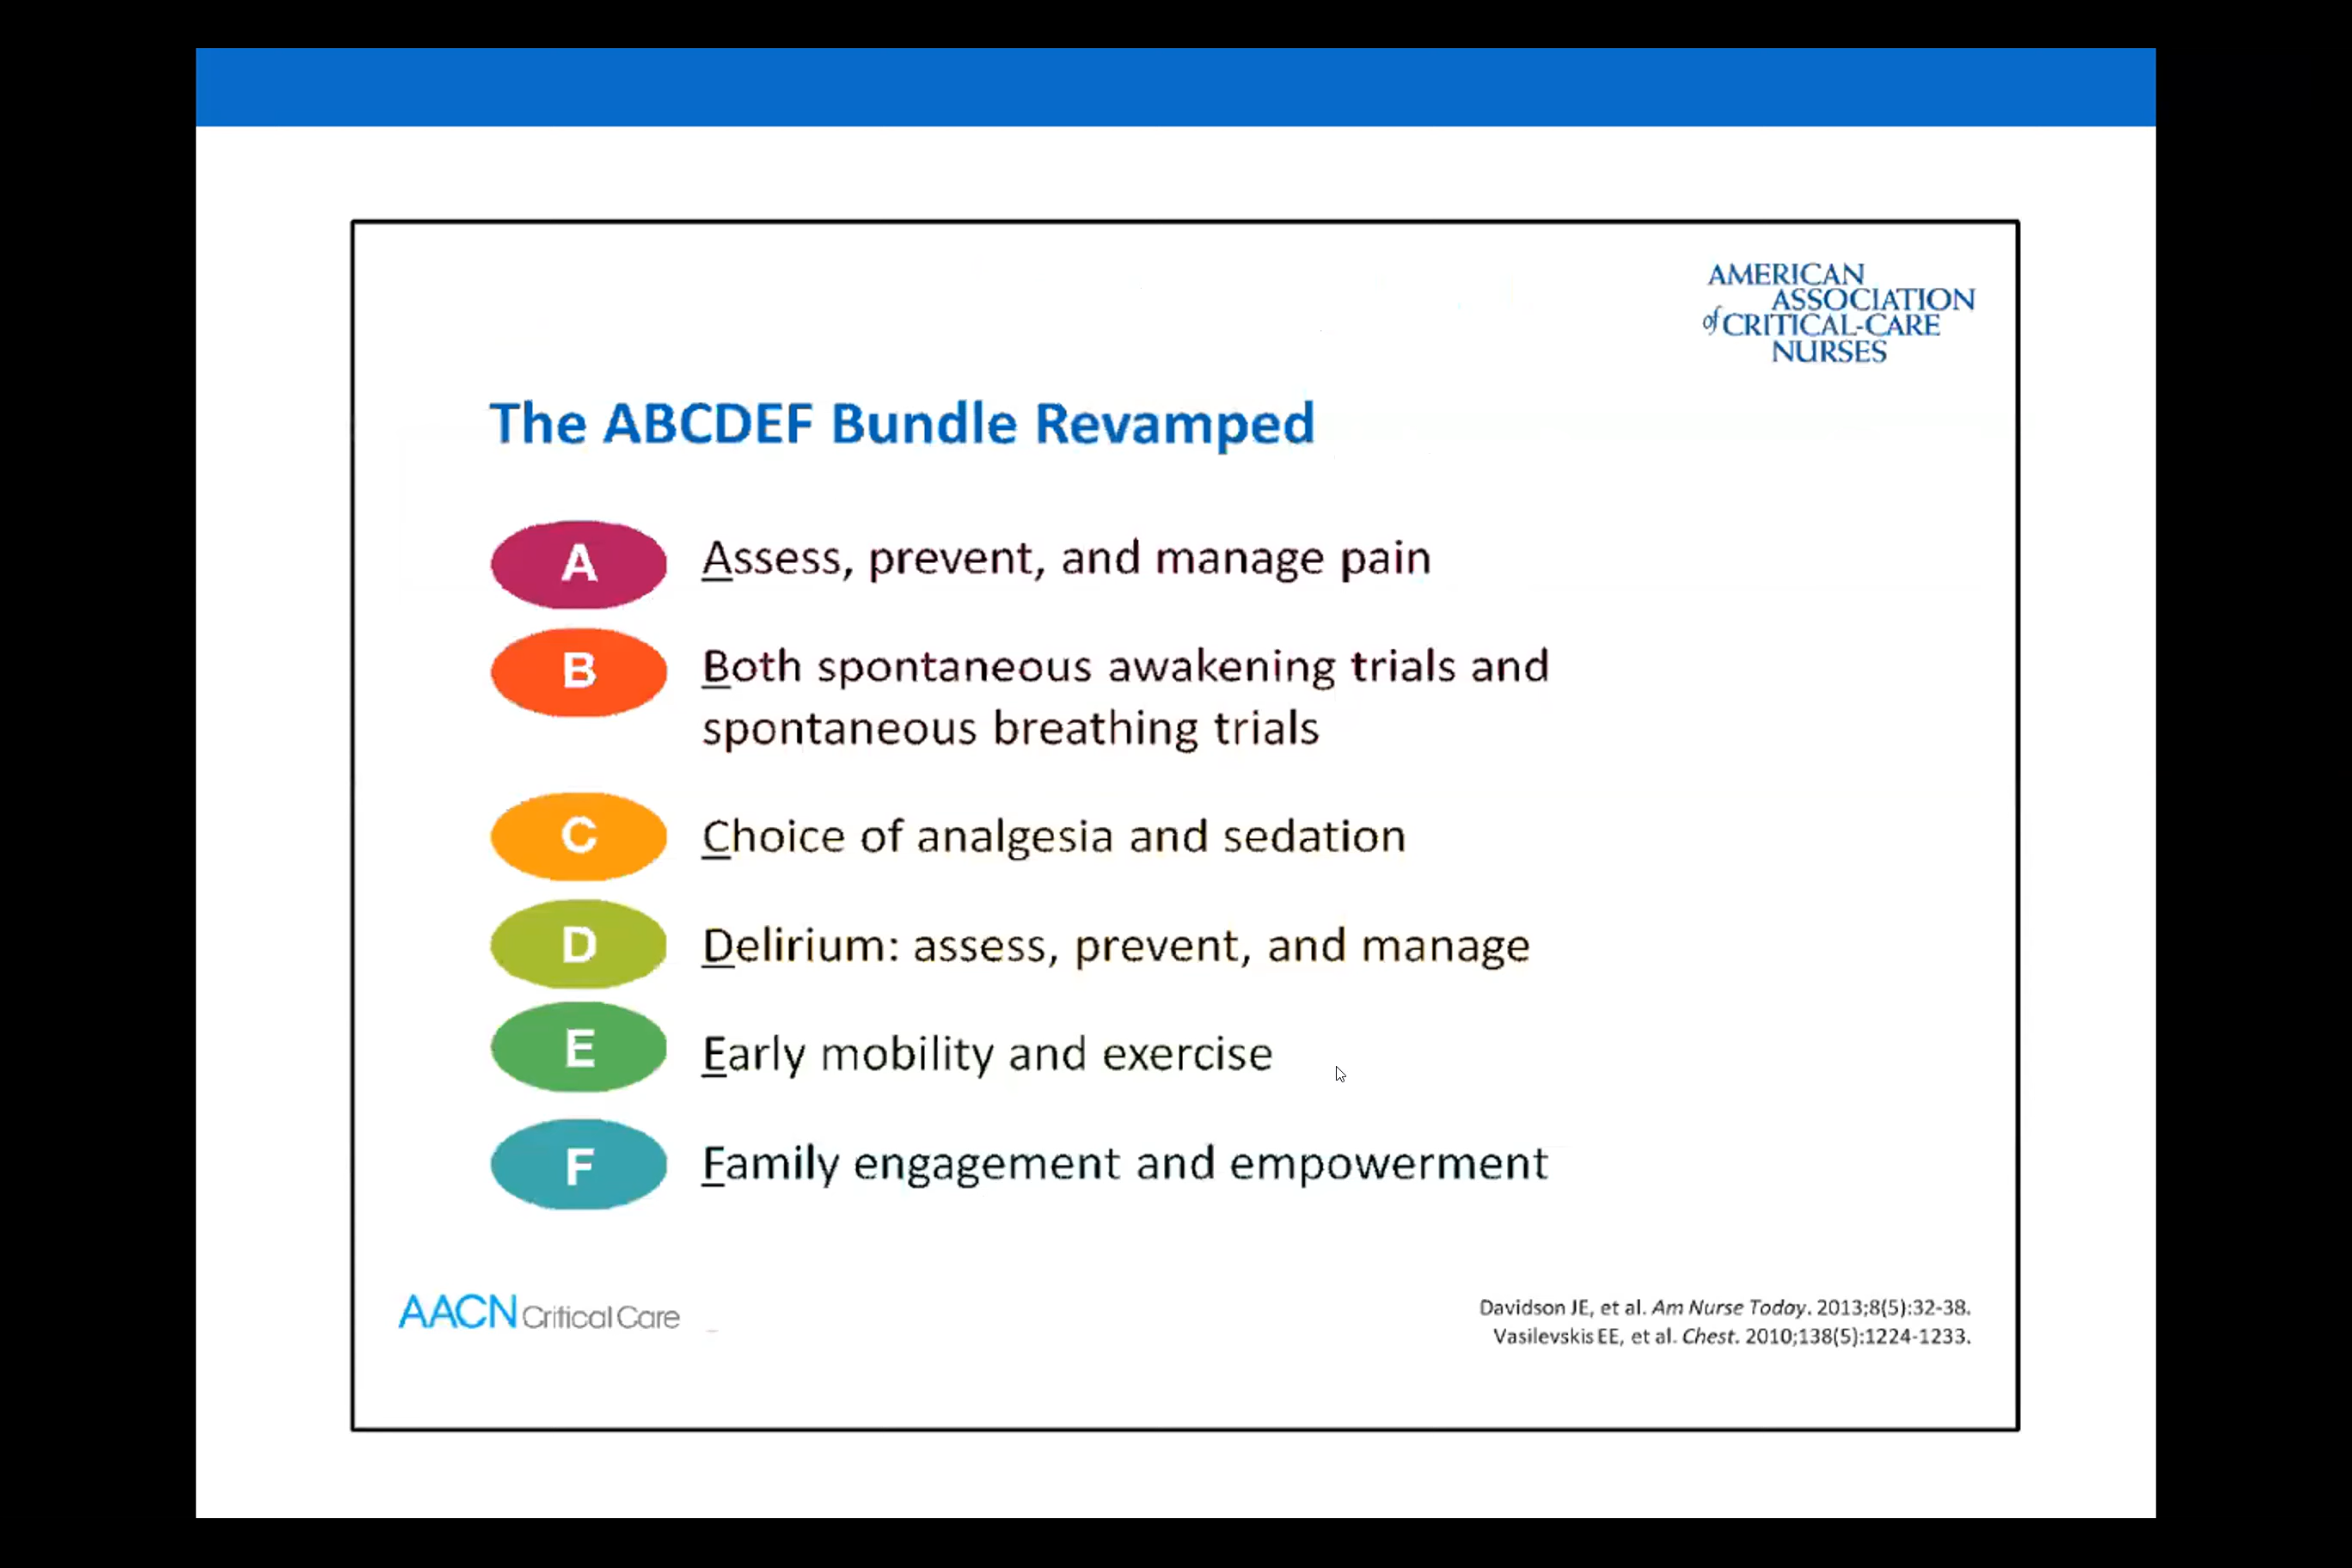 AMERICAN
ASSOCIATION
of CRITICAL-CARE
NURSES
The ABCDEF Bundle Revamped
A Assess, prevent, and manage pain
B Both spontaneous awakening trials and
spontaneous breathing trials
C Choice of analgesia and sedation
D Delirium: assess, prevent, and manage
E Early mobility and exercise
F Family engagement and empowerment
AACN Critical Care
Davidson JE, et al. Am Nurse Today. 2013;8(5):32-38.
Vasilevskis EE, et al. Chest. 2010;138(5):1224-1233.